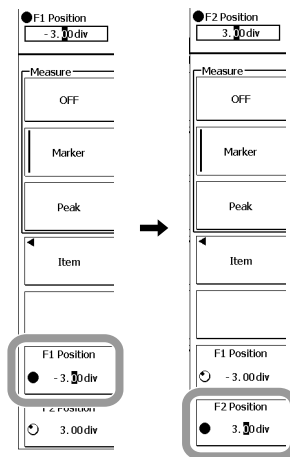 F1 Position
-3.00div
Measure
OFF
Marker
Peak
Item
F1 Position
-3.00div
F2 Position
3.00div
F2 Position
3.00div
Measure
OFF
Marker
Peak
Item
F1 Position
-3.00div
F2 Position
3.00div